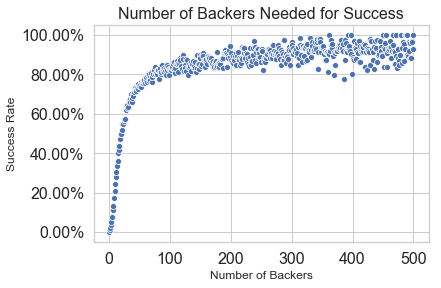 Number of Backers Needed for Success
100.00%
80.00%
60.00%
40.00%
20.00%
0.00%
Success Rate
0 100 200 300 400 500
Number of Backers